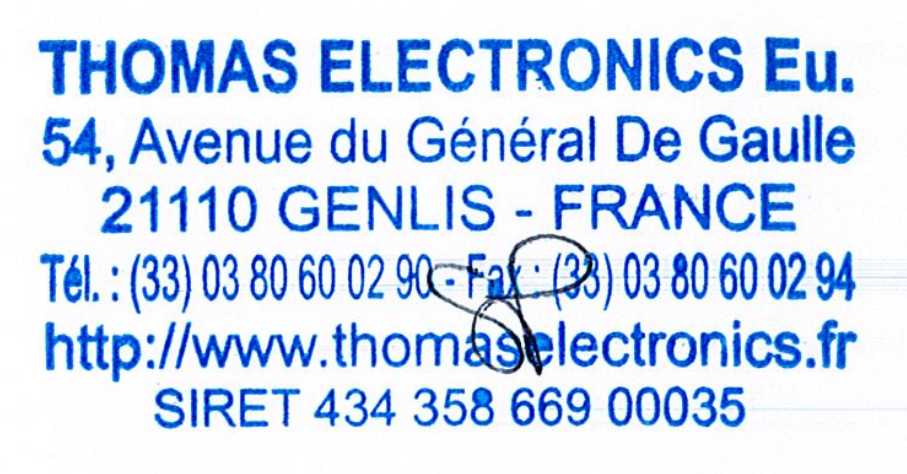 THOMAS ELECTRONICS Eu.
54, Avenue du Général De Gaulle
21110 GENLIS - FRANCE
Tél. : (33) 03 80 60 02 90 - Fax : (33) 03 80 60 02 94
http://www.thomaselectronics.fr
SIRET 434 358 669 00035